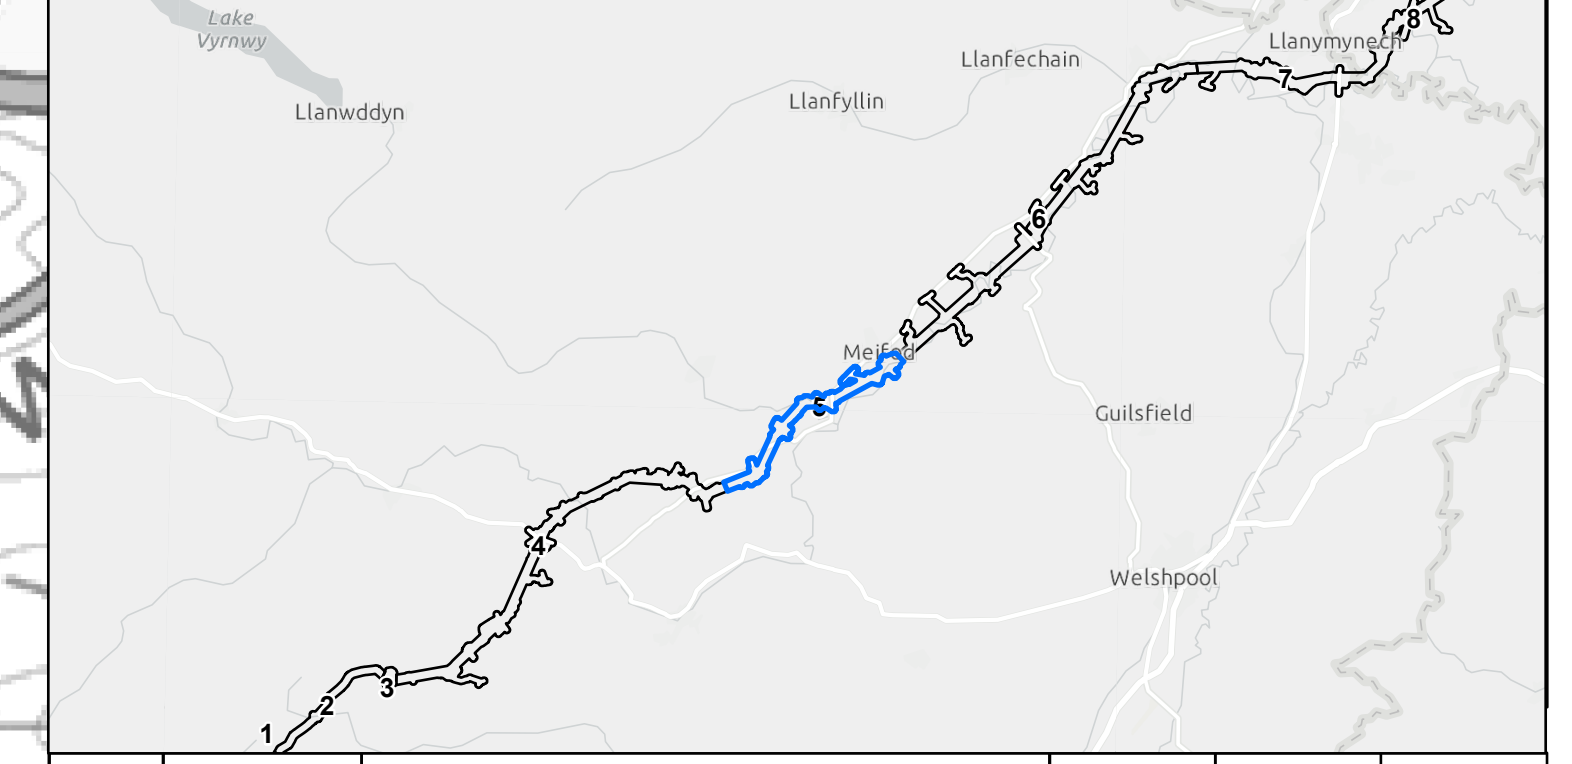 Lake
Vyrnwy
8
Llanymynech
Llanfechain
7
Llanfyllin
Llanwddyn
6
Meifod
5
Guilsfield
4
Welshpool
3
2
1